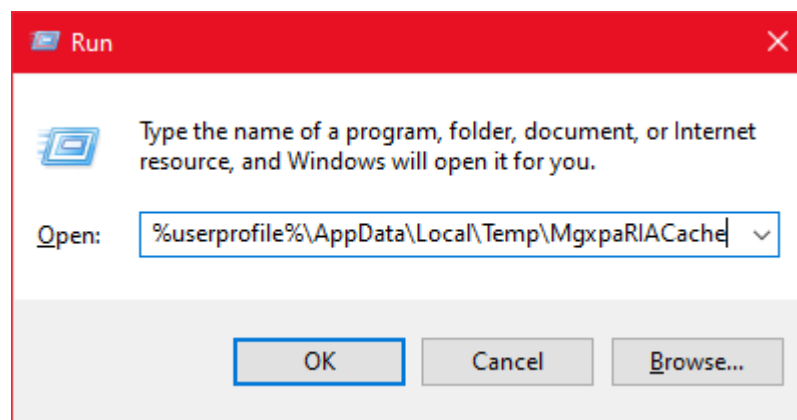 Run
Type the name of a program, folder, document, or Internet
resource, and Windows will open it for you.
Open: %userprofile%\AppData\Local\Temp\MgxpaRIACache
OK Cancel Browse...